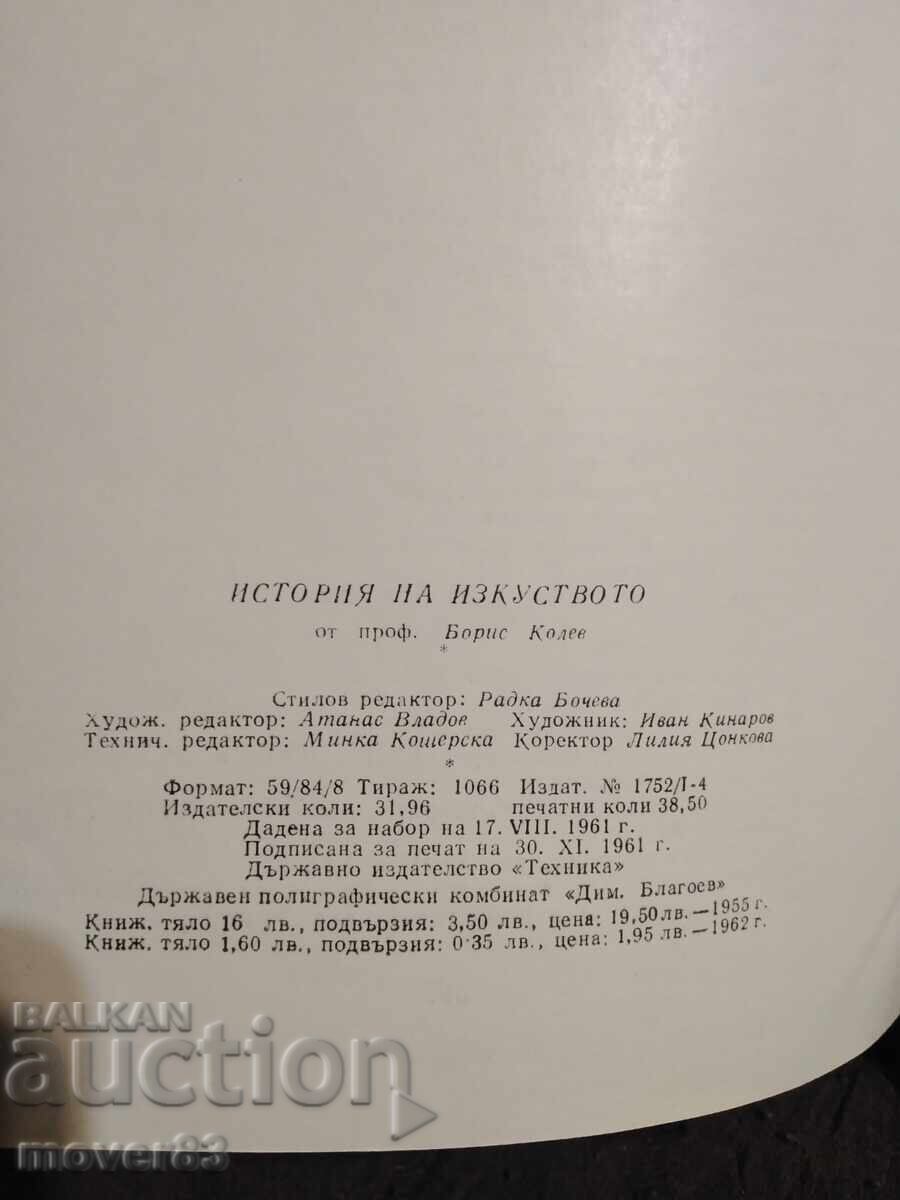 ИСТОРИЯ НА ИЗКУСТВОТО
от проф. Борис Колев
*
Стилов редактор: Радка Бочева
Худож. редактор: Атанас Владов Художник: Иван Кинаров
Технич. редактор: Минка Кошерска Коректор Лилия Цонкова
*
Формат: 59/84/8 Тираж: 1066 Издат. № 1752/I-4
Издателски коли: 31,96 печатни коли 38,50
Дадена за набор на 17. VIII. 1961 г.
Подписана за печат на 30. XI. 1961 г.
Държавно издателство «Техника»
Държавен полиграфически комбинат «Дим. Благоев»
Книж. тяло 16 лв., подвързия: 3,50 лв., цена: 19,50 лв. — 1955 г.
Книж. тяло 1,60 лв., подвързия: 0·35 лв., цена: 1,95 лв. — 1962 г.
BALKAN
auction
mover83